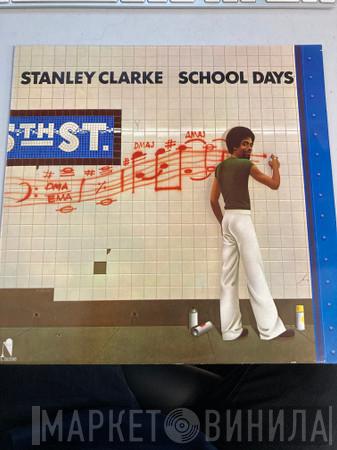 STANLEY CLARKE SCHOOL DAYS
5TH ST.
DMAJ
AMAJ
DMA
EMA
МАРКЕТ ВИНИЛА